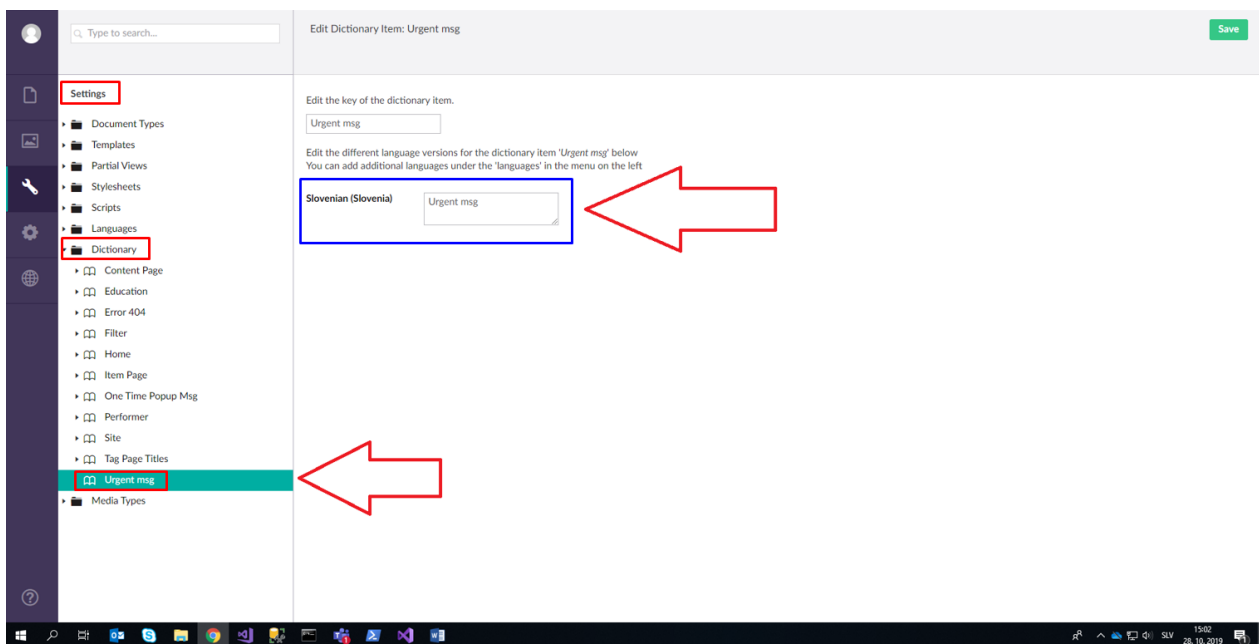 Type to search...
Edit Dictionary Item: Urgent msg
Save
Settings
Document Types
Templates
Partial Views
Stylesheets
Scripts
Languages
Dictionary
Content Page
Education
Error 404
Filter
Home
Item Page
One Time Popup Msg
Performer
Site
Tag Page Titles
Urgent msg
Media Types
Edit the key of the dictionary item.
Urgent msg
Edit the different language versions for the dictionary item 'Urgent msg' below
You can add additional languages under the 'languages' in the menu on the left
Slovenian (Slovenia)
Urgent msg
SLV
15:02
28. 10. 2019